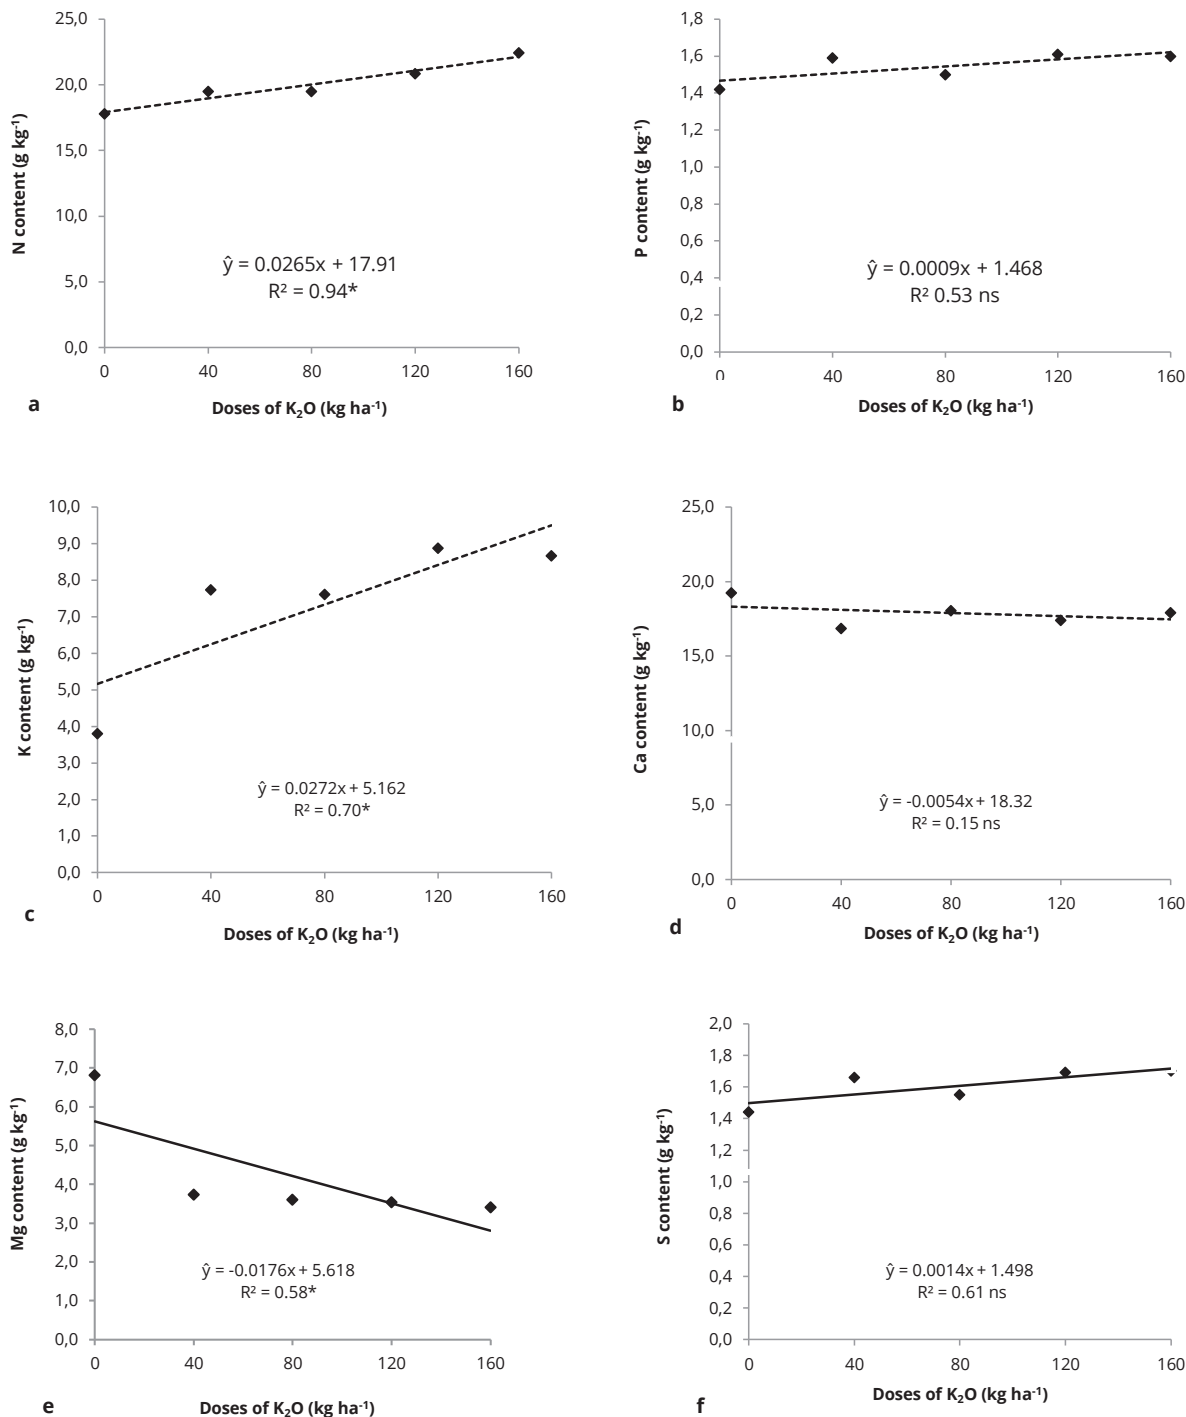 25,0
20,0
15,0
10,0
5,0
0,0
N content (g kg⁻¹)
ŷ = 0.0265x + 17.91
R² = 0.94*
0 40 80 120 160
a
Doses of K₂O (kg ha⁻¹)
1,8
1,6
1,4
1,2
1,0
0,8
0,6
0,4
0,2
0,0
P content (g kg⁻¹)
ŷ = 0.0009x + 1.468
R² 0.53 ns
0 40 80 120 160
b
Doses of K₂O (kg ha⁻¹)
10,0
9,0
8,0
7,0
6,0
5,0
4,0
3,0
2,0
1,0
0,0
K content (g kg⁻¹)
ŷ = 0.0272x + 5.162
R² = 0.70*
0 40 80 120 160
c
Doses of K₂O (kg ha⁻¹)
25,0
20,0
15,0
10,0
5,0
0,0
Ca content (g kg⁻¹)
ŷ = -0.0054x + 18.32
R² = 0.15 ns
0 40 80 120 160
d
Doses of K₂O (kg ha⁻¹)
8,0
7,0
6,0
5,0
4,0
3,0
2,0
1,0
0,0
Mg content (g kg⁻¹)
ŷ = -0.0176x + 5.618
R² = 0.58*
0 40 80 120 160
e
Doses of K₂O (kg ha⁻¹)
2,0
1,8
1,6
1,4
1,2
1,0
0,8
0,6
0,4
0,2
0,0
S content (g kg⁻¹)
ŷ = 0.0014x + 1.498
R² = 0.61 ns
0 40 80 120 160
f
Doses of K₂O (kg ha⁻¹)